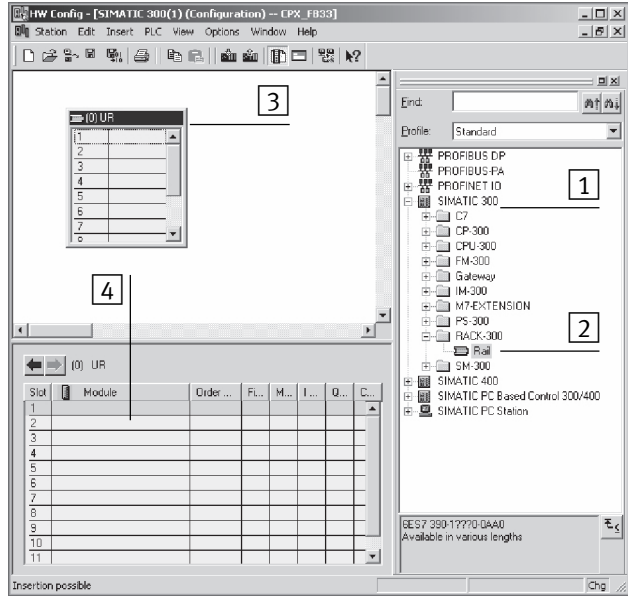 HW Config - [SIMATIC 300(1) (Configuration) -- CPX_FB33]
Station Edit Insert PLC View Options Window Help
(0) UR
1
2
3
4
5
6
7
3
4
(0) UR
Slot Module Order ... Fi... M... I ... Q... C...
1
2
3
4
5
6
7
8
9
10
11
Find:
Profile: Standard
PROFIBUS DP
PROFIBUS-PA
PROFINET IO
SIMATIC 300
C7
CP-300
CPU-300
FM-300
Gateway
IM-300
M7-EXTENSION
PS-300
RACK-300
Rail
SM-300
SIMATIC 400
SIMATIC PC Based Control 300/400
SIMATIC PC Station
1
2
6ES7 390-1???0-0AA0
Available in various lengths
Insertion possible
Chg